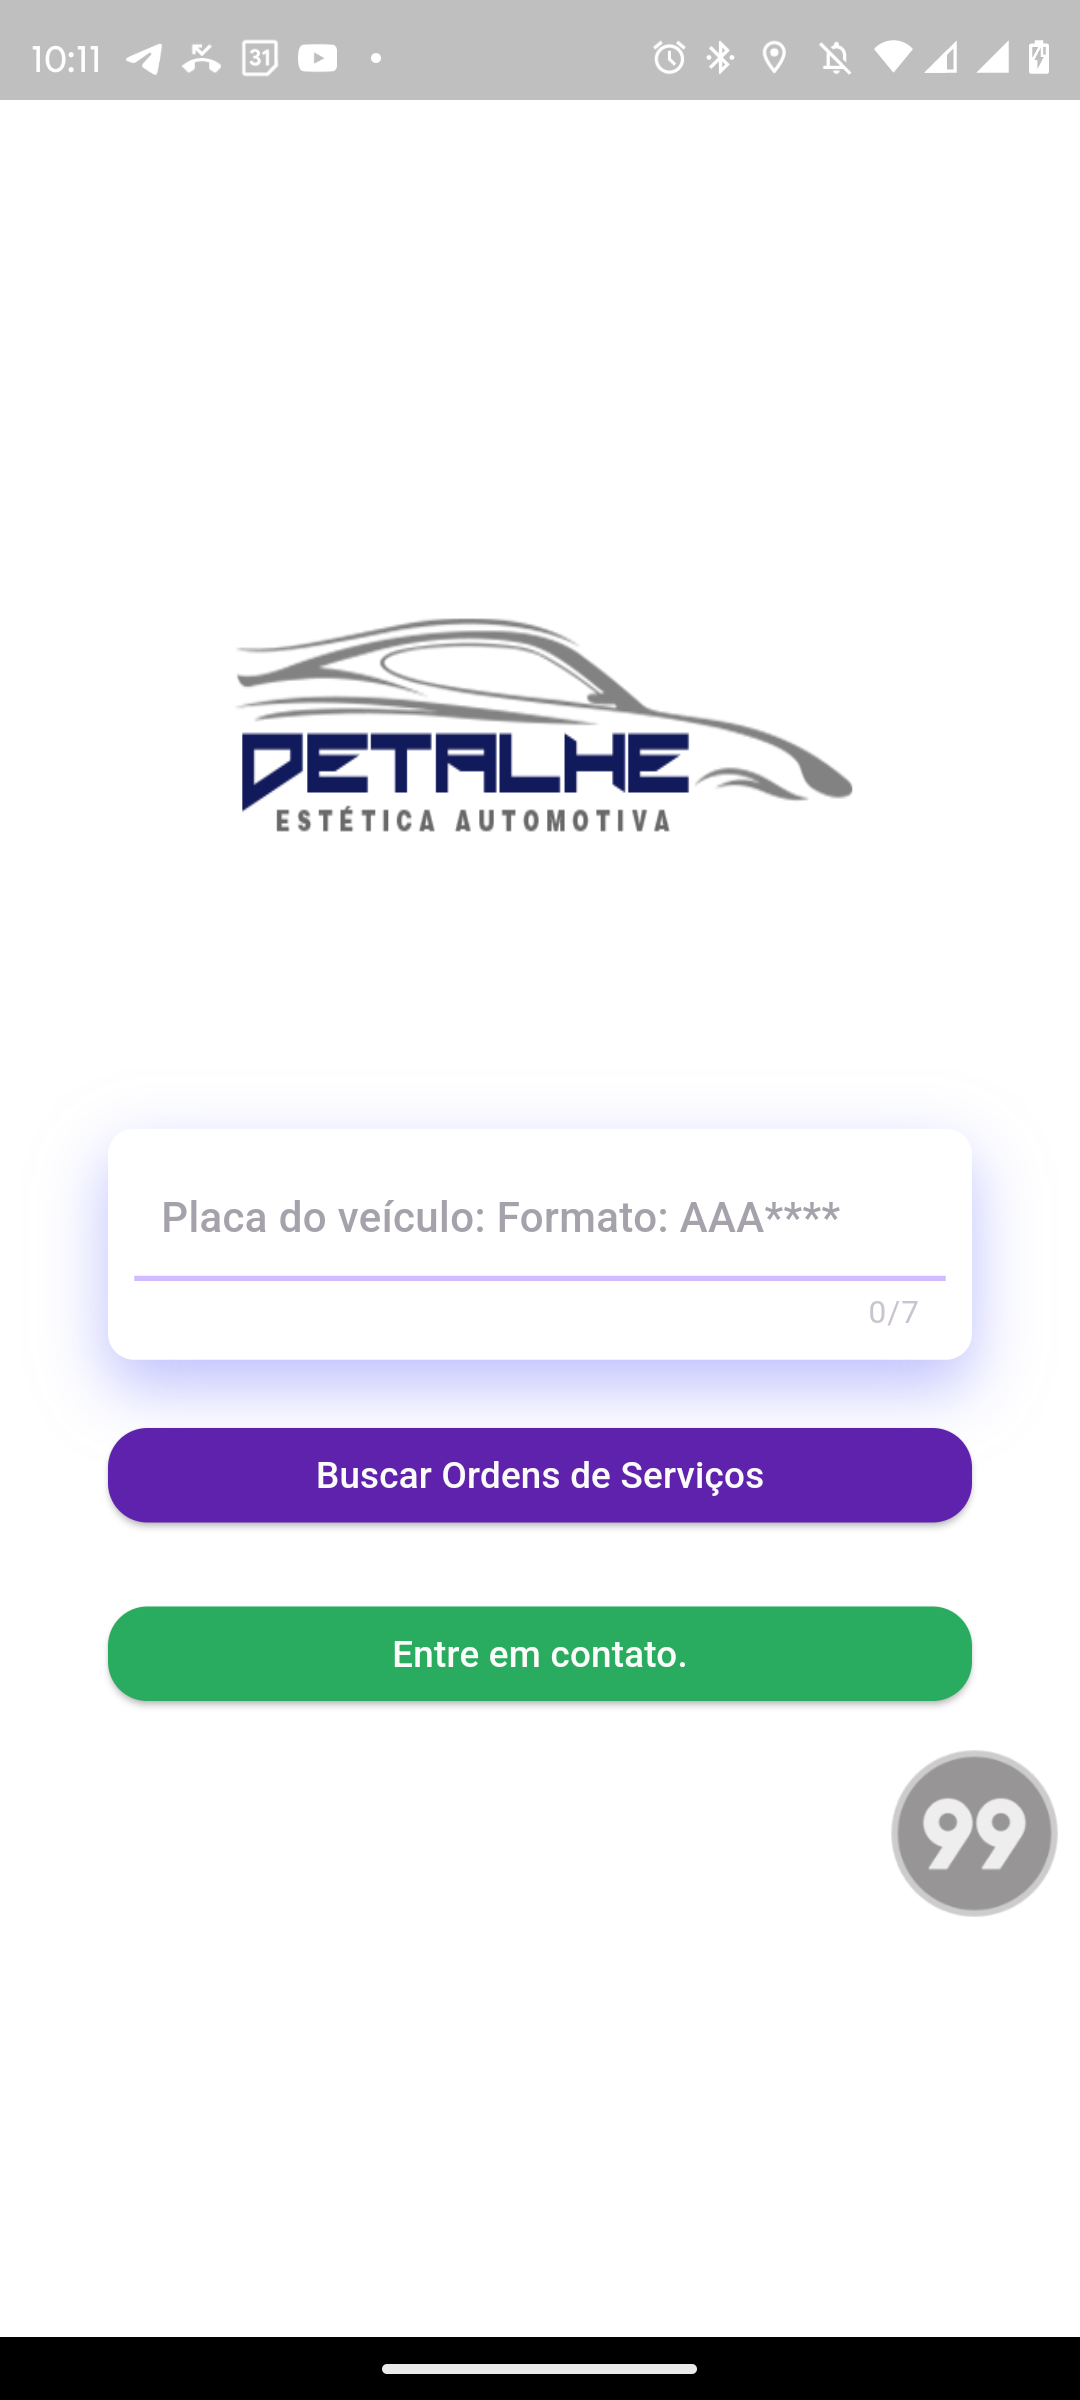 10:11
31
DETALHE
ESTÉTICA AUTOMOTIVA
Placa do veículo: Formato: AAA****
0/7
Buscar Ordens de Serviços
Entre em contato.
99